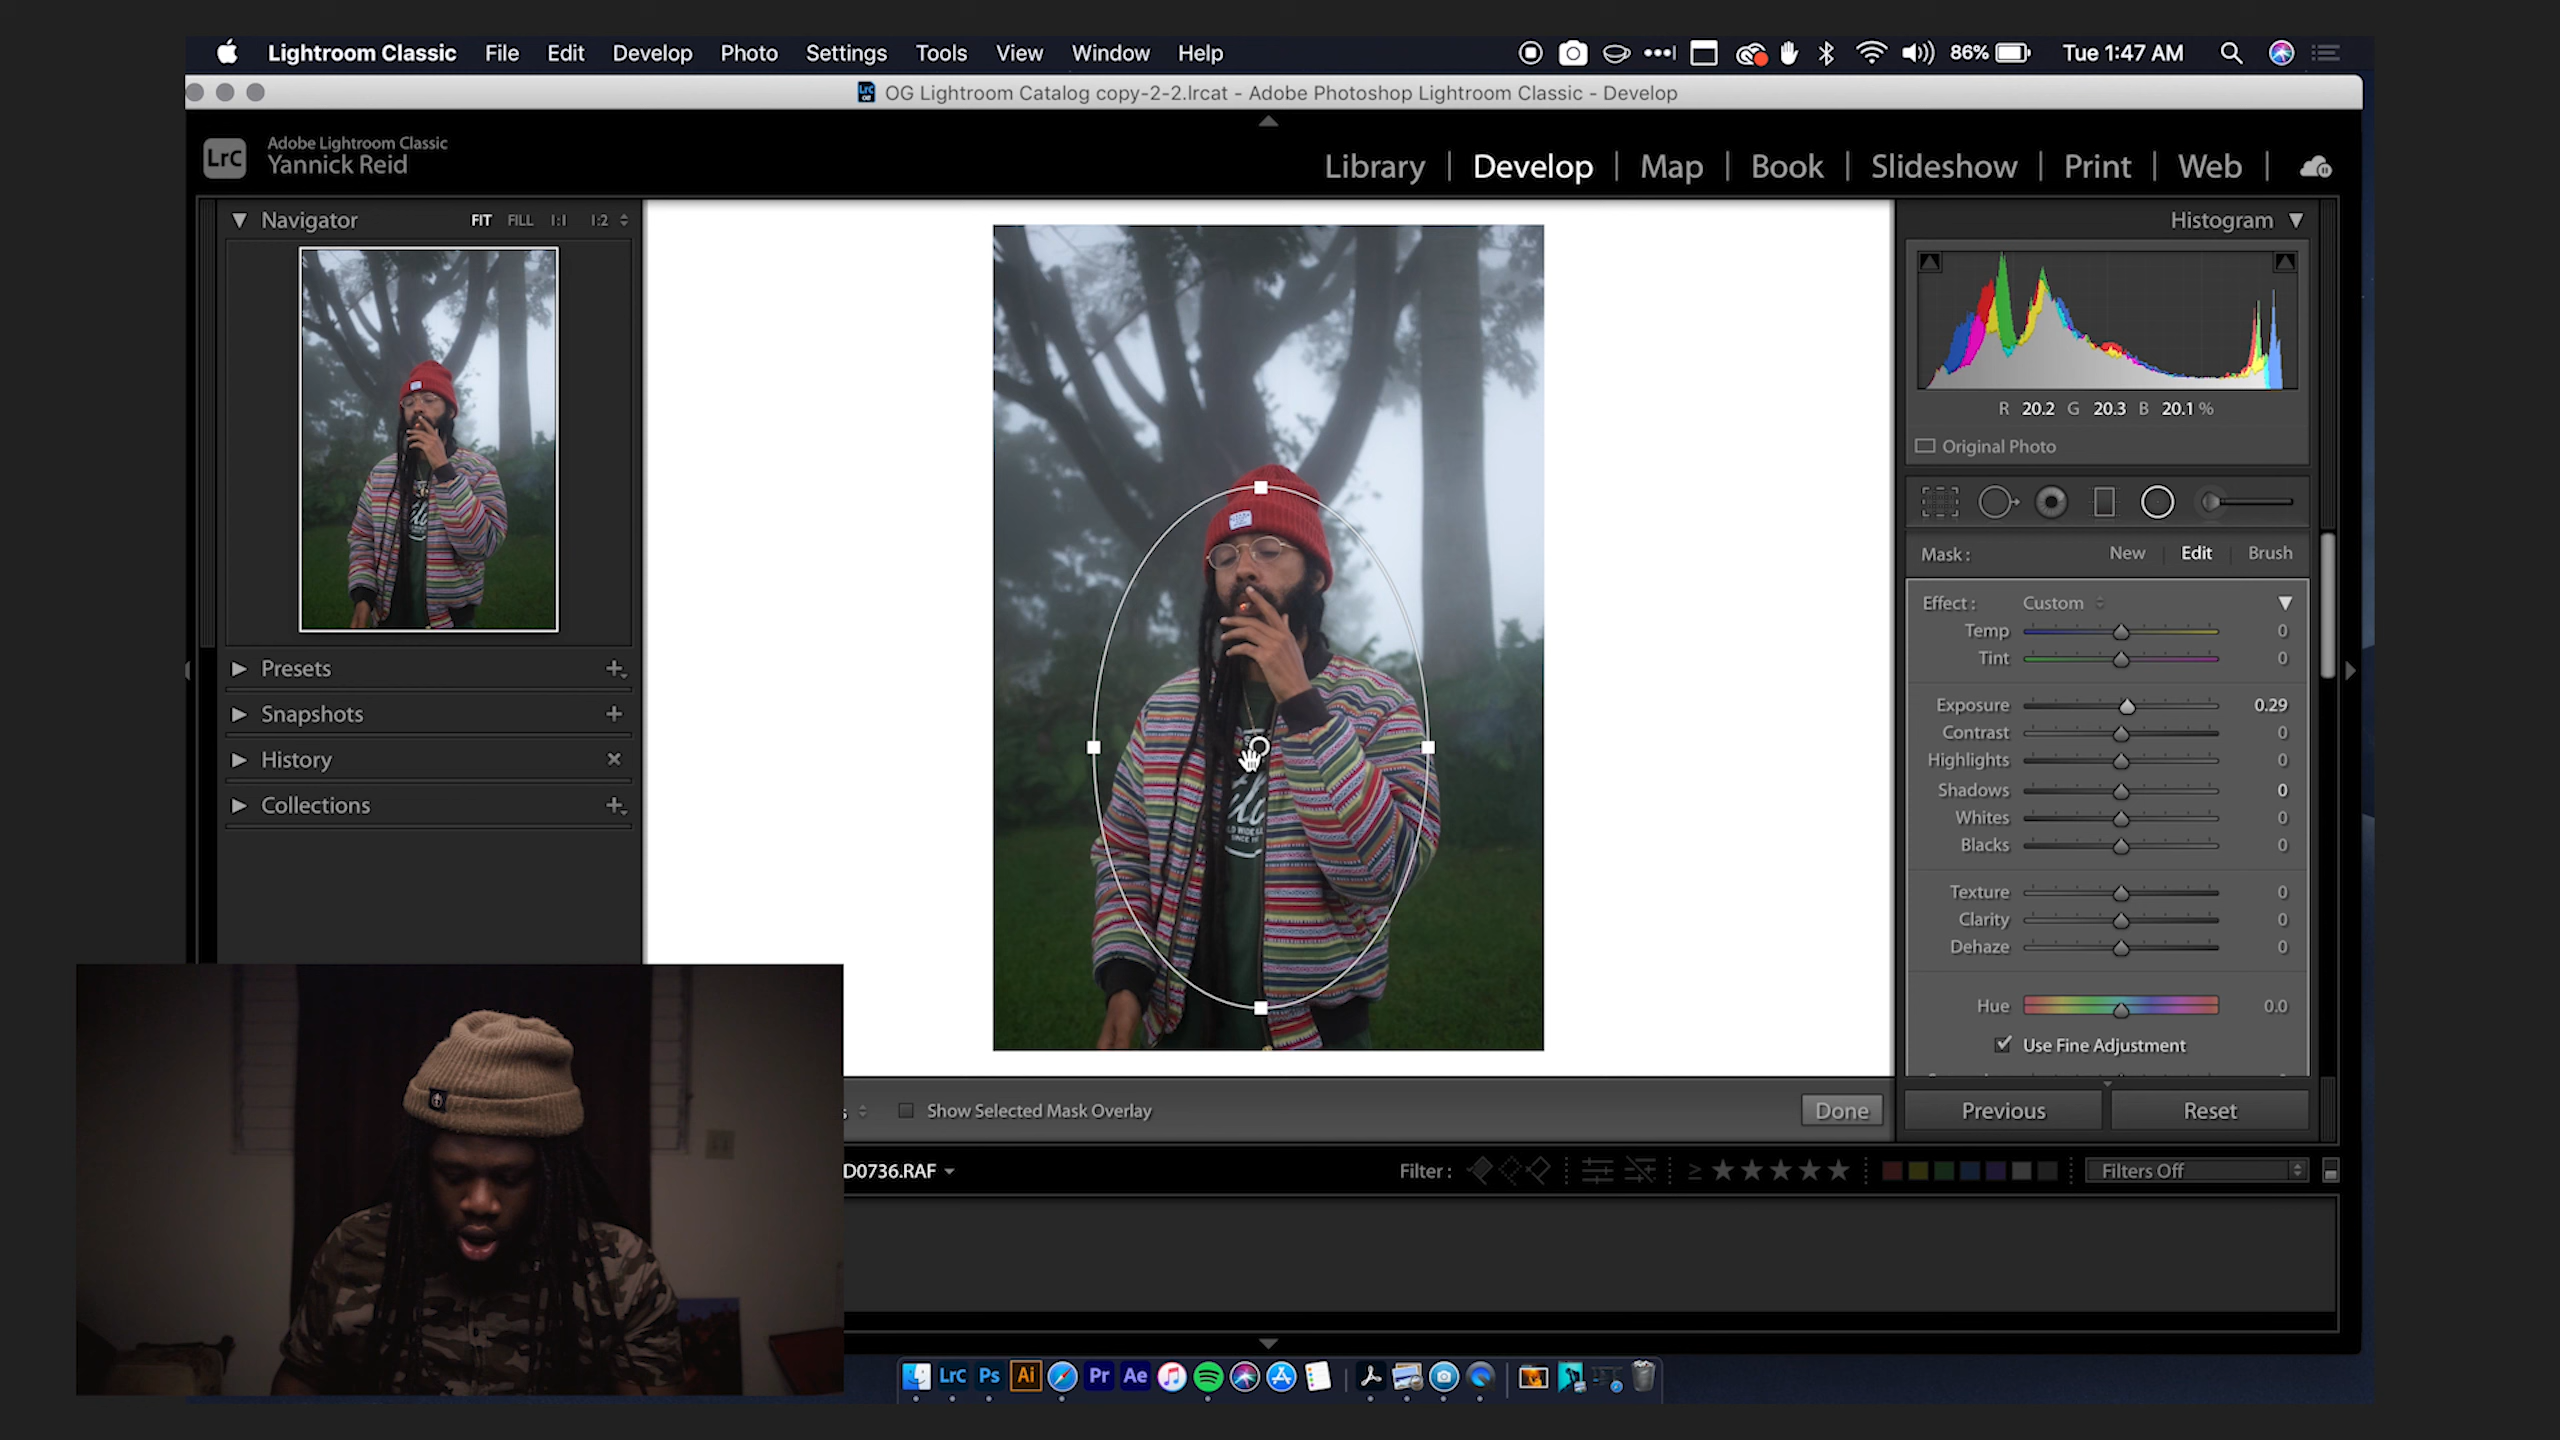 Lightroom Classic File Edit Develop Photo Settings Tools View Window Help 86% Tue 1:47 AM
OG Lightroom Catalog copy-2-2.lrcat - Adobe Photoshop Lightroom Classic - Develop
LrC
Adobe Lightroom Classic
Yannick Reid
Library | Develop | Map | Book | Slideshow | Print | Web |
Navigator FIT FILL 1:1 1:2
Histogram
R 20.2 G 20.3 B 20.1 %
Original Photo
Mask : New Edit Brush
Effect : Custom
Temp 0
Tint 0
Exposure 0.29
Contrast 0
Highlights 0
Shadows 0
Whites 0
Blacks 0
Texture 0
Clarity 0
Dehaze 0
Hue 0.0
Use Fine Adjustment
Presets
Snapshots
History
Collections
Show Selected Mask Overlay Done
Previous Reset
D0736.RAF
Filter : Filters Off
LrC Ps Ai Pr Ae